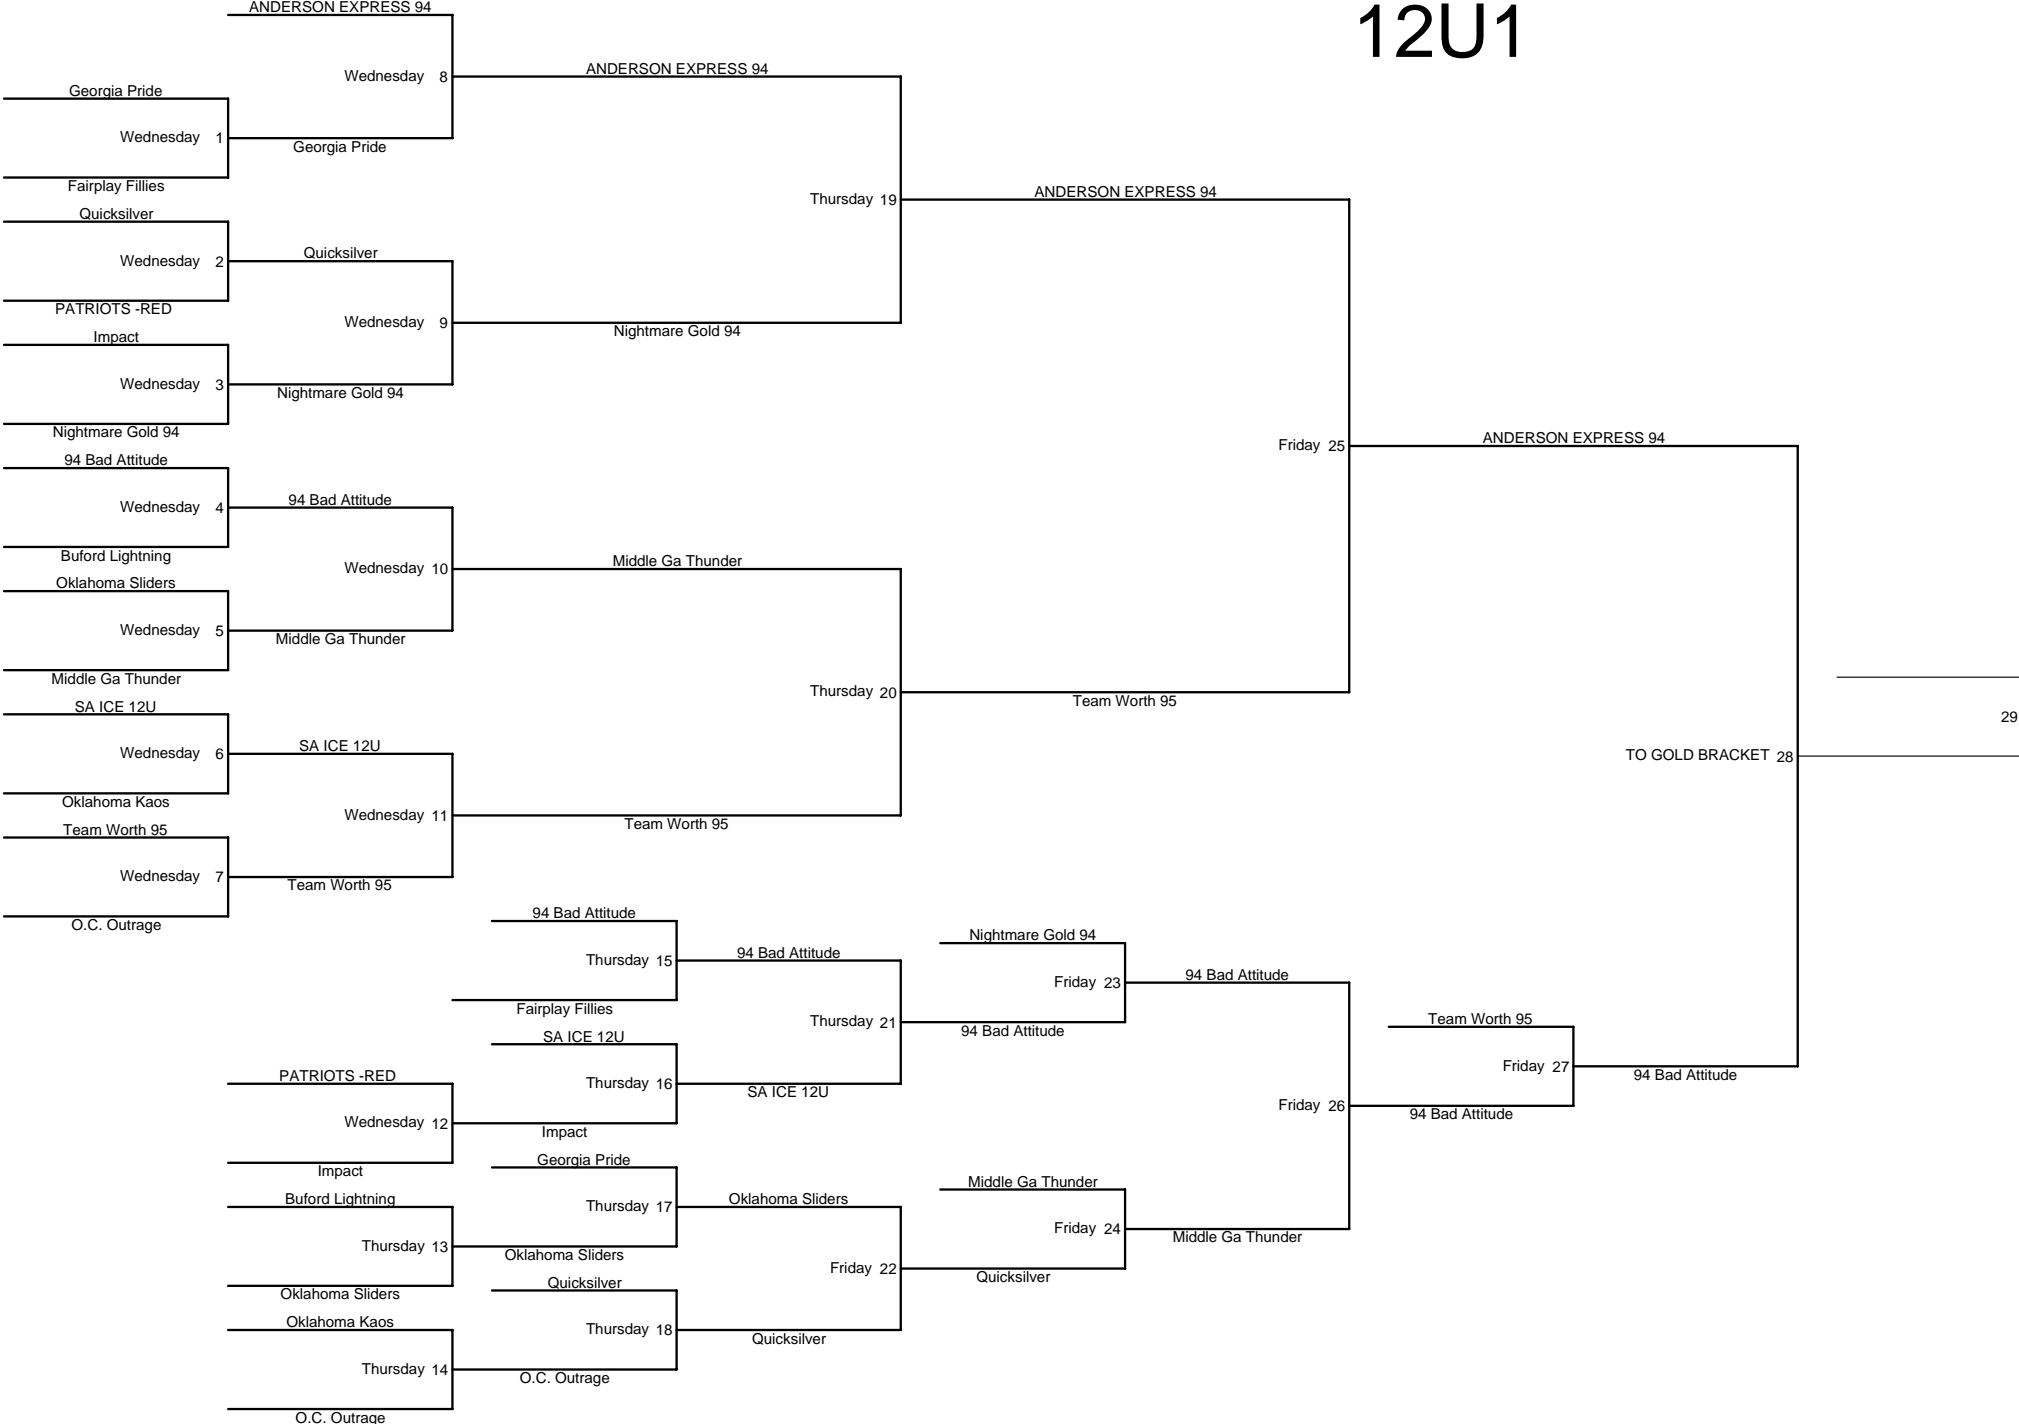 ANDERSON EXPRESS 94
12U1
Wednesday 8
ANDERSON EXPRESS 94
Georgia Pride
Wednesday 1
Georgia Pride
Fairplay Fillies
Thursday 19
ANDERSON EXPRESS 94
Quicksilver
Wednesday 2
Quicksilver
PATRIOTS -RED
Wednesday 9
Nightmare Gold 94
Impact
Wednesday 3
Nightmare Gold 94
Nightmare Gold 94
Friday 25
ANDERSON EXPRESS 94
94 Bad Attitude
Wednesday 4
94 Bad Attitude
Buford Lightning
Wednesday 10
Middle Ga Thunder
Oklahoma Sliders
Wednesday 5
Middle Ga Thunder
Middle Ga Thunder
Thursday 20
Team Worth 95
SA ICE 12U
29
Wednesday 6
SA ICE 12U
TO GOLD BRACKET 28
Oklahoma Kaos
Wednesday 11
Team Worth 95
Team Worth 95
Wednesday 7
Team Worth 95
O.C. Outrage
94 Bad Attitude
Thursday 15
94 Bad Attitude
Nightmare Gold 94
Friday 23
94 Bad Attitude
Fairplay Fillies
Thursday 21
94 Bad Attitude
Team Worth 95
SA ICE 12U
Friday 27
94 Bad Attitude
PATRIOTS -RED
Thursday 16
SA ICE 12U
Friday 26
94 Bad Attitude
Wednesday 12
Impact
Impact
Georgia Pride
Middle Ga Thunder
Buford Lightning
Thursday 17
Oklahoma Sliders
Friday 24
Middle Ga Thunder
Thursday 13
Oklahoma Sliders
Friday 22
Quicksilver
Oklahoma Sliders
Quicksilver
Oklahoma Kaos
Thursday 18
Quicksilver
Thursday 14
O.C. Outrage
O.C. Outrage